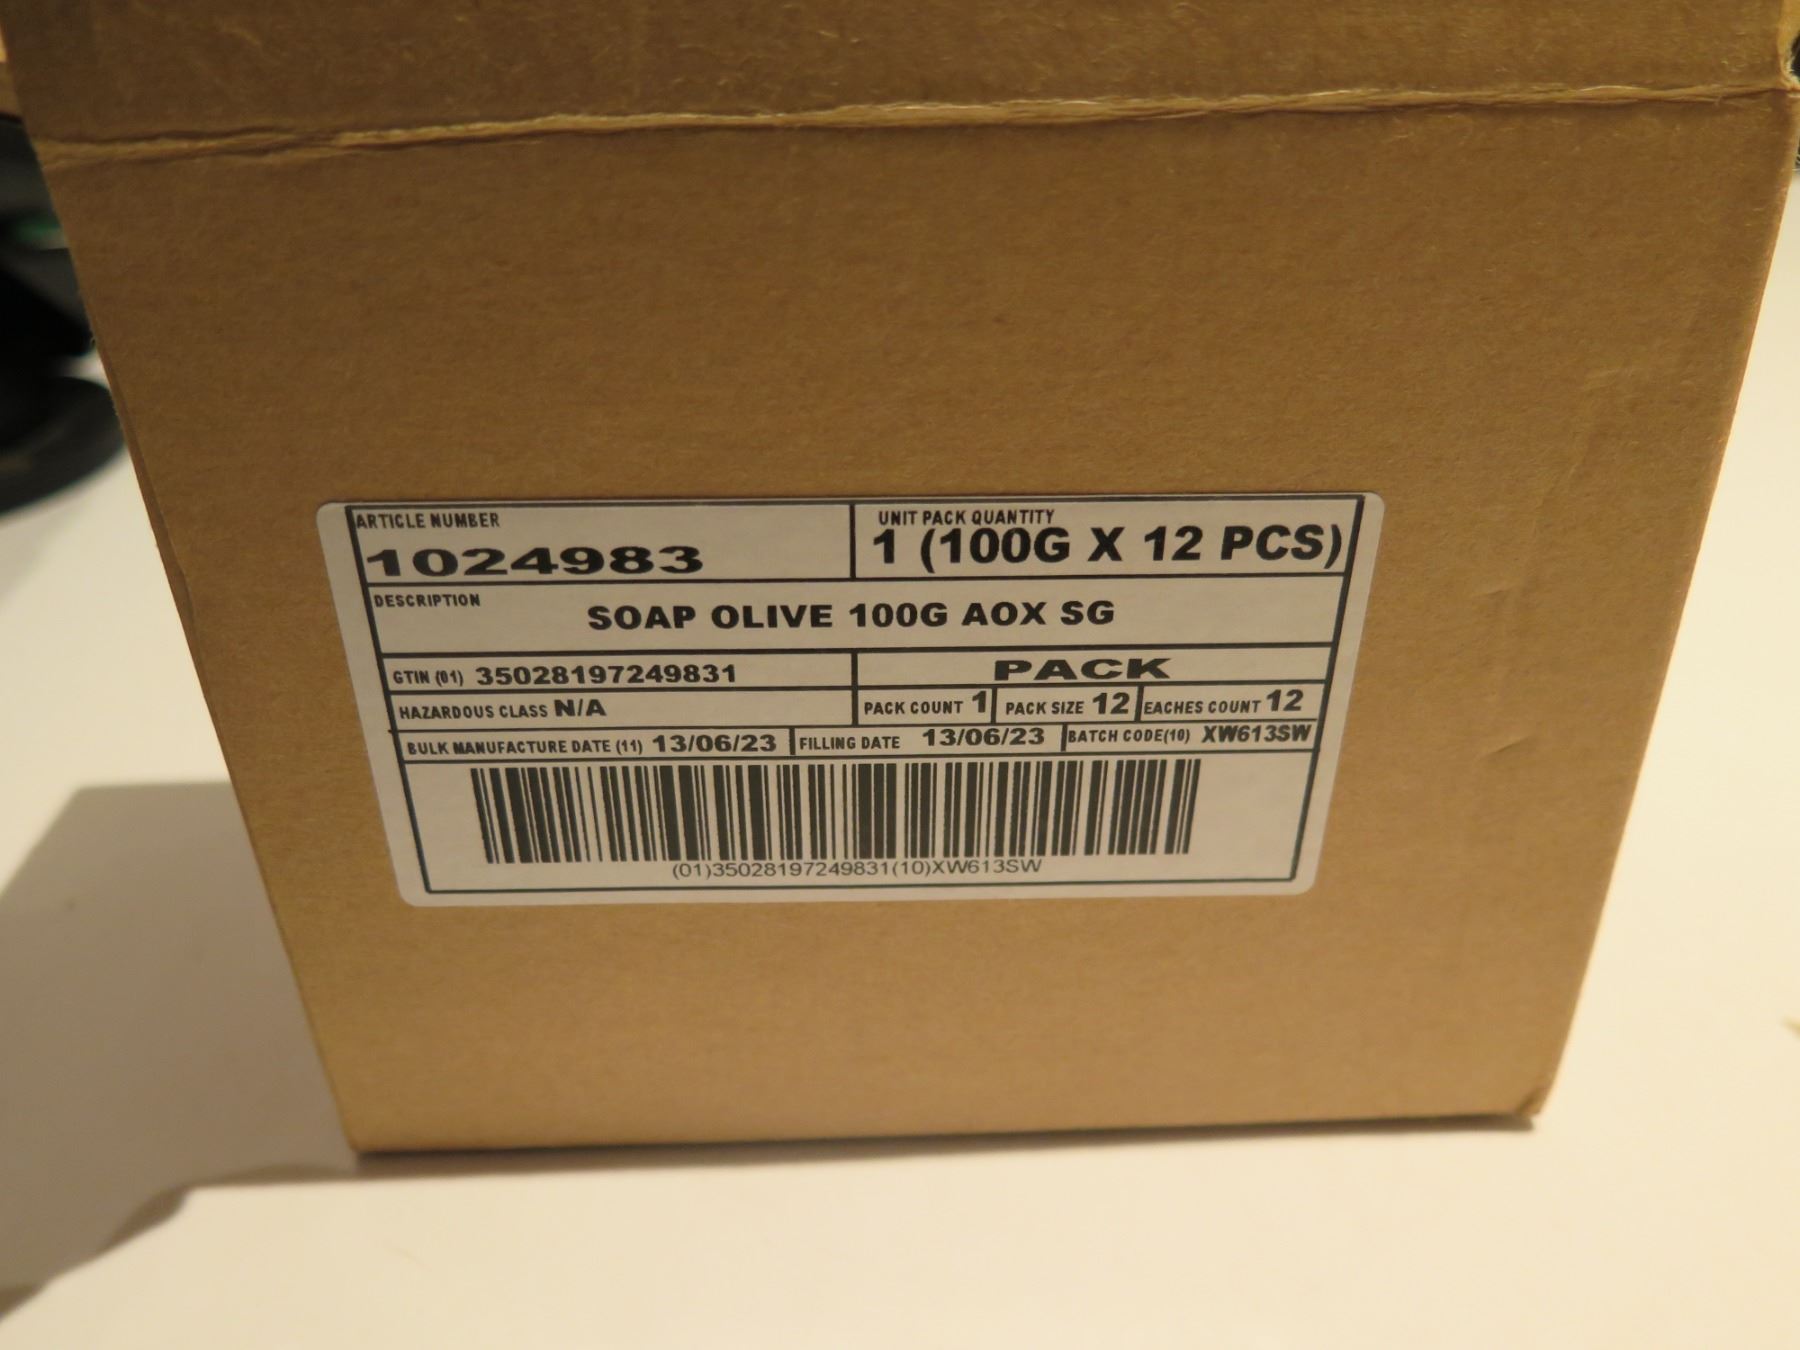 ARTICLE NUMBER
1024983
UNIT PACK QUANTITY
1 (100G X 12 PCS)
DESCRIPTION
SOAP OLIVE 100G AOX SG
GTIN (01) 35028197249831
PACK
HAZARDOUS CLASS N/A
PACK COUNT 1
PACK SIZE 12
EACHES COUNT 12
BULK MANUFACTURE DATE (11) 13/06/23
FILLING DATE 13/06/23
BATCH CODE(10) XW613SW
(01)35028197249831(10)XW613SW